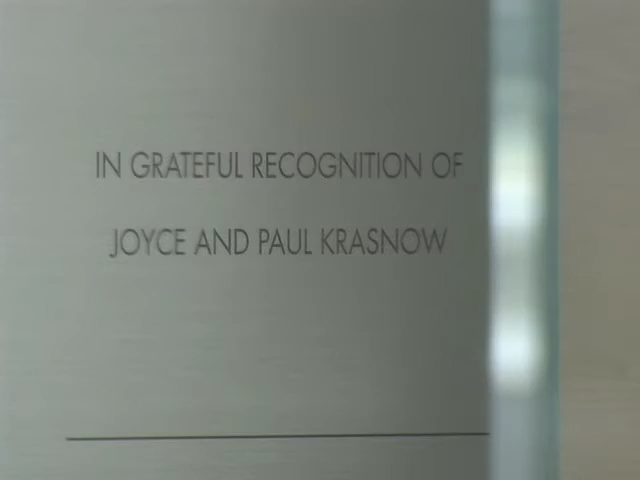 IN GRATEFUL RECOGNITION OF
JOYCE AND PAUL KRASNOW